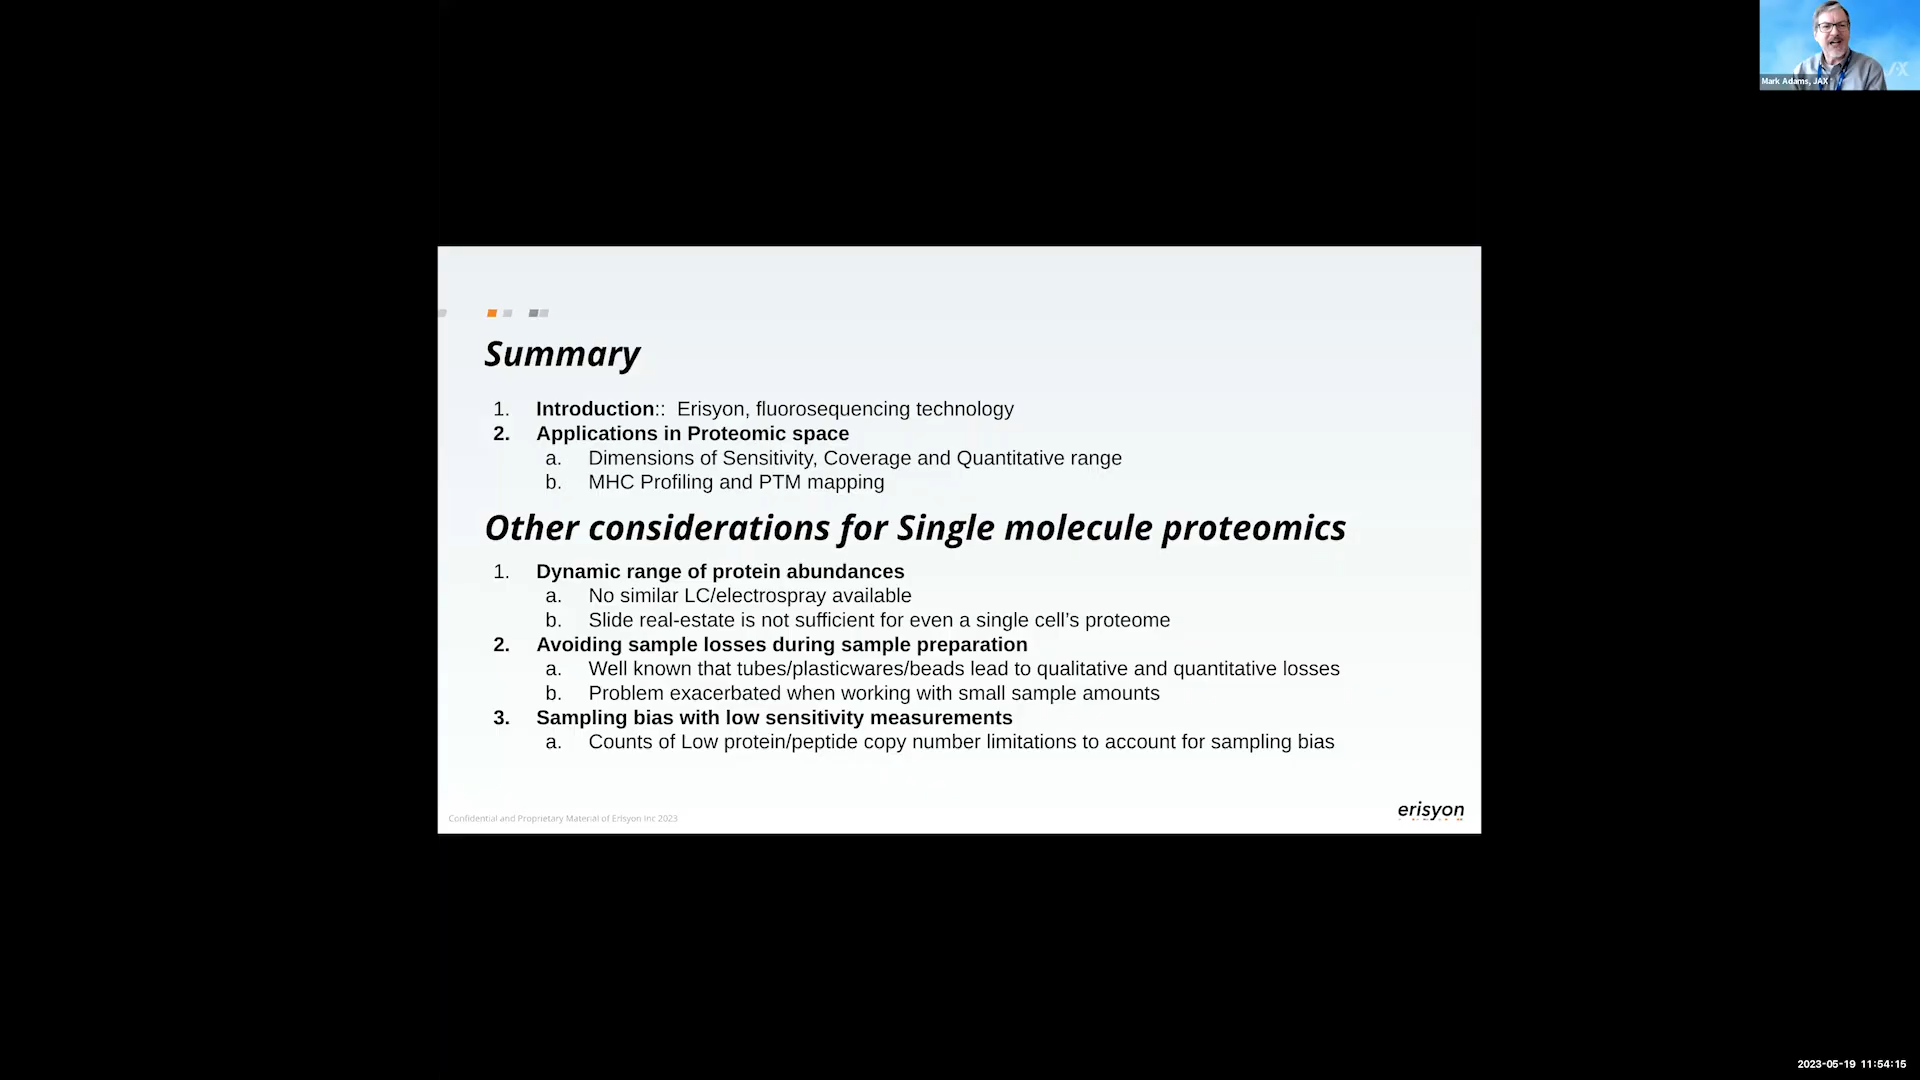 Mark Adams, JAX
Summary
1. Introduction:: Erisyon, fluorosequencing technology
2. Applications in Proteomic space
a. Dimensions of Sensitivity, Coverage and Quantitative range
b. MHC Profiling and PTM mapping
Other considerations for Single molecule proteomics
1. Dynamic range of protein abundances
a. No similar LC/electrospray available
b. Slide real-estate is not sufficient for even a single cell's proteome
2. Avoiding sample losses during sample preparation
a. Well known that tubes/plasticwares/beads lead to qualitative and quantitative losses
b. Problem exacerbated when working with small sample amounts
3. Sampling bias with low sensitivity measurements
a. Counts of Low protein/peptide copy number limitations to account for sampling bias
Confidential and Proprietary Material of Erisyon Inc 2023
erisyon
2023-05-19 11:54:15